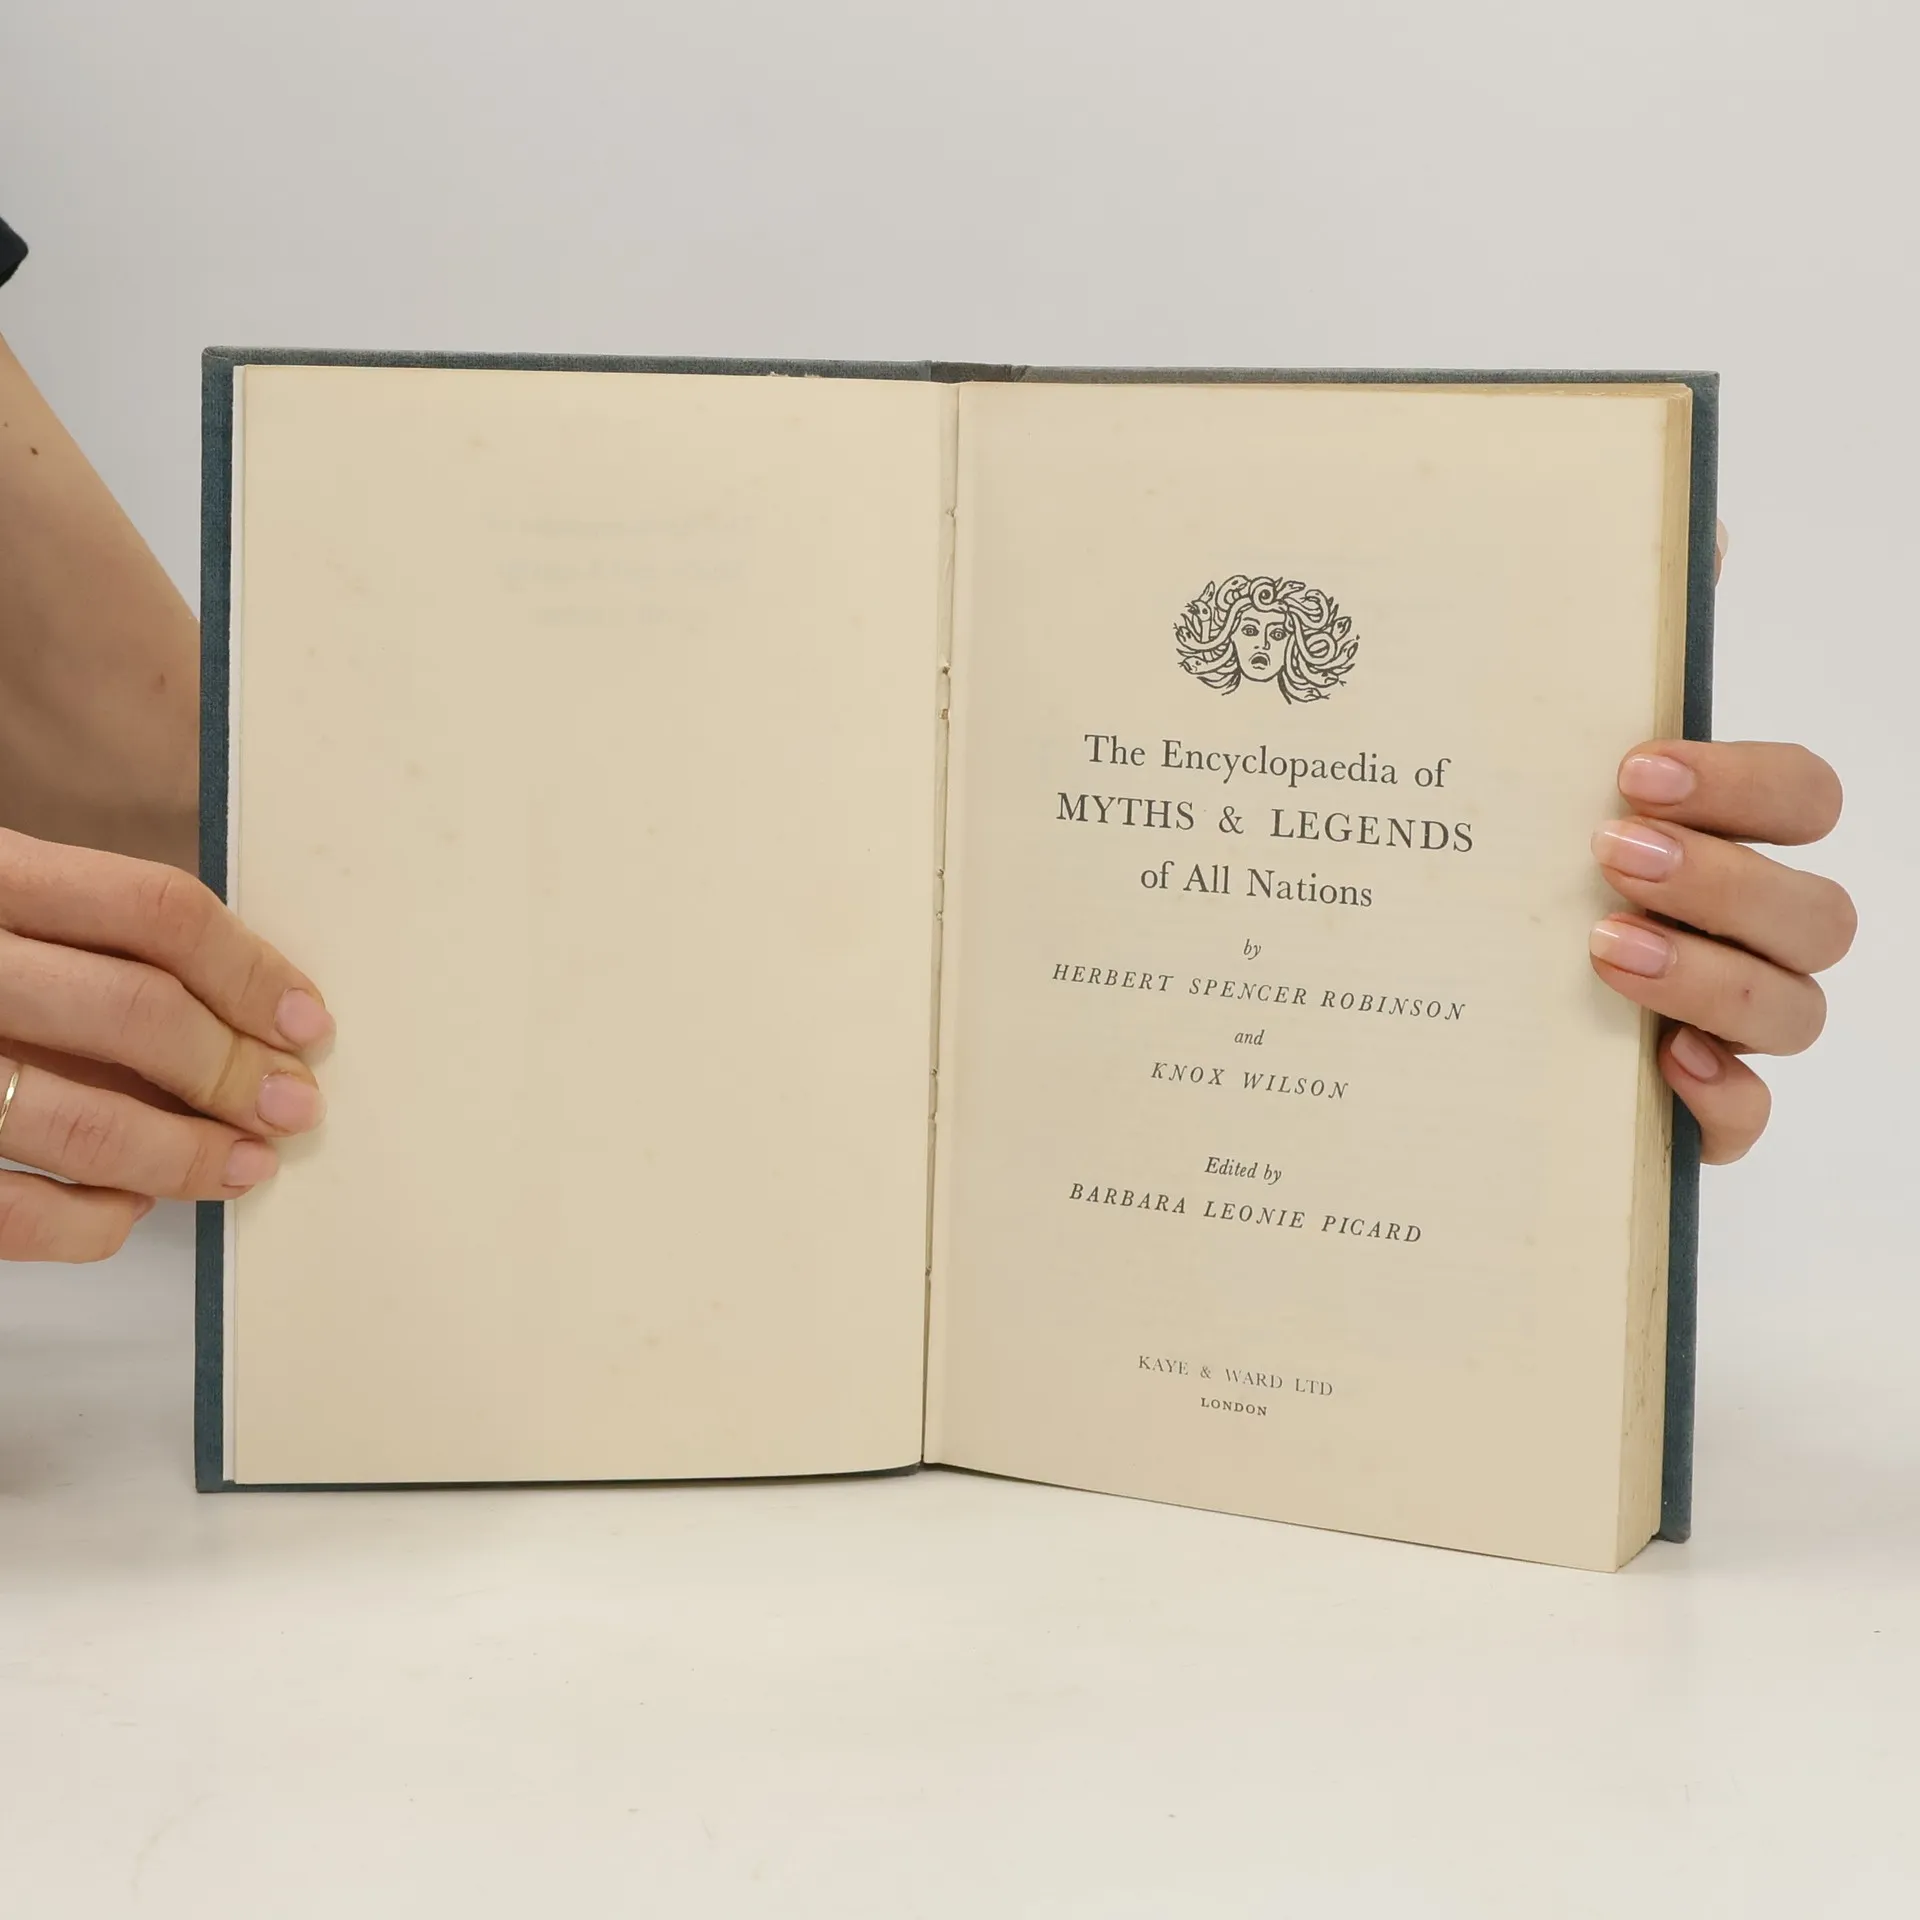 The Encyclopaedia of
MYTHS & LEGENDS
of All Nations
by
HERBERT SPENCER ROBINSON
and
KNOX WILSON
Edited by
BARBARA LEONIE PICARD
KAYE & WARD LTD
LONDON